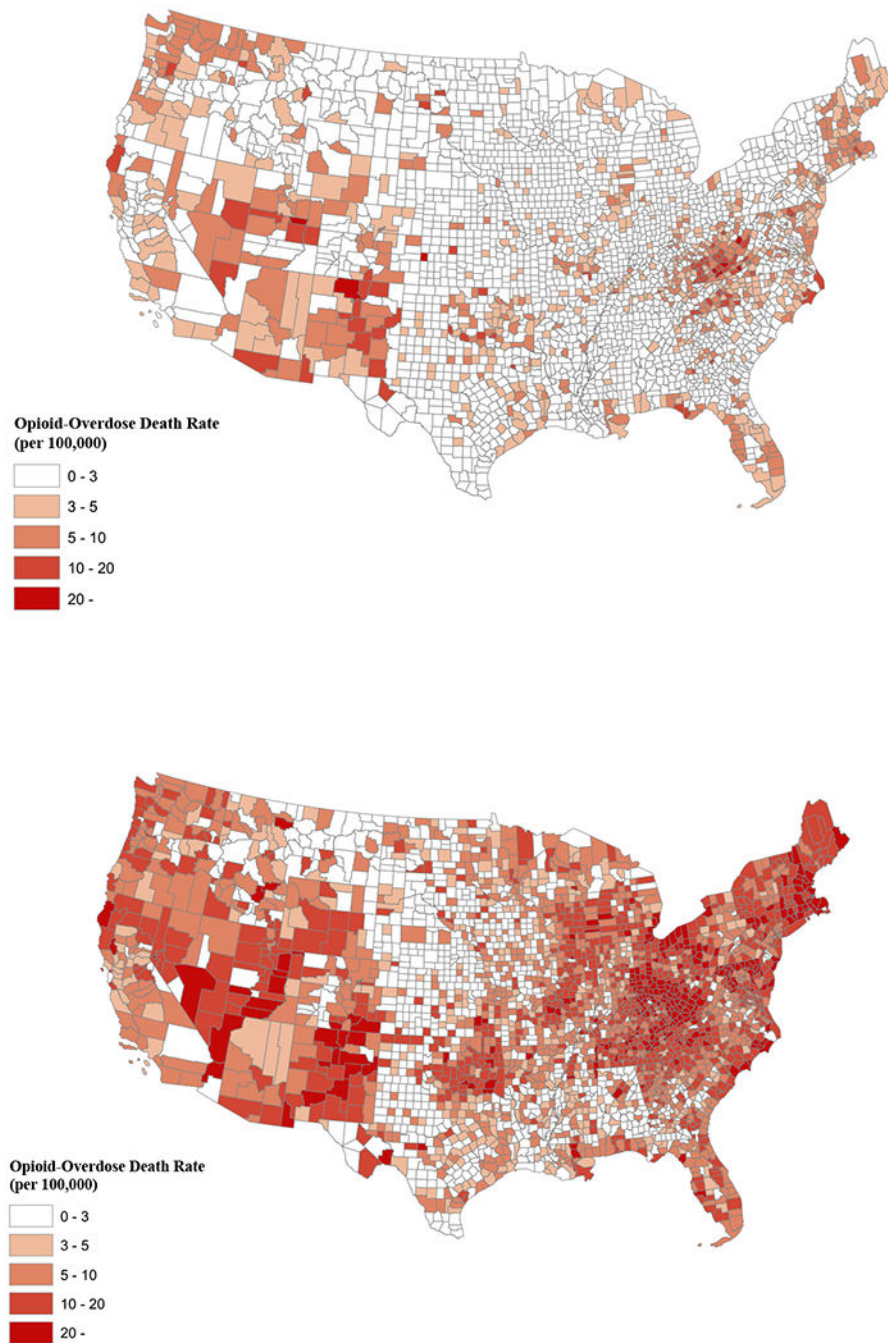 Opioid-Overdose Death Rate
(per 100,000)
0 - 3
3 - 5
5 - 10
10 - 20
20 -
Opioid-Overdose Death Rate
(per 100,000)
0 - 3
3 - 5
5 - 10
10 - 20
20 -